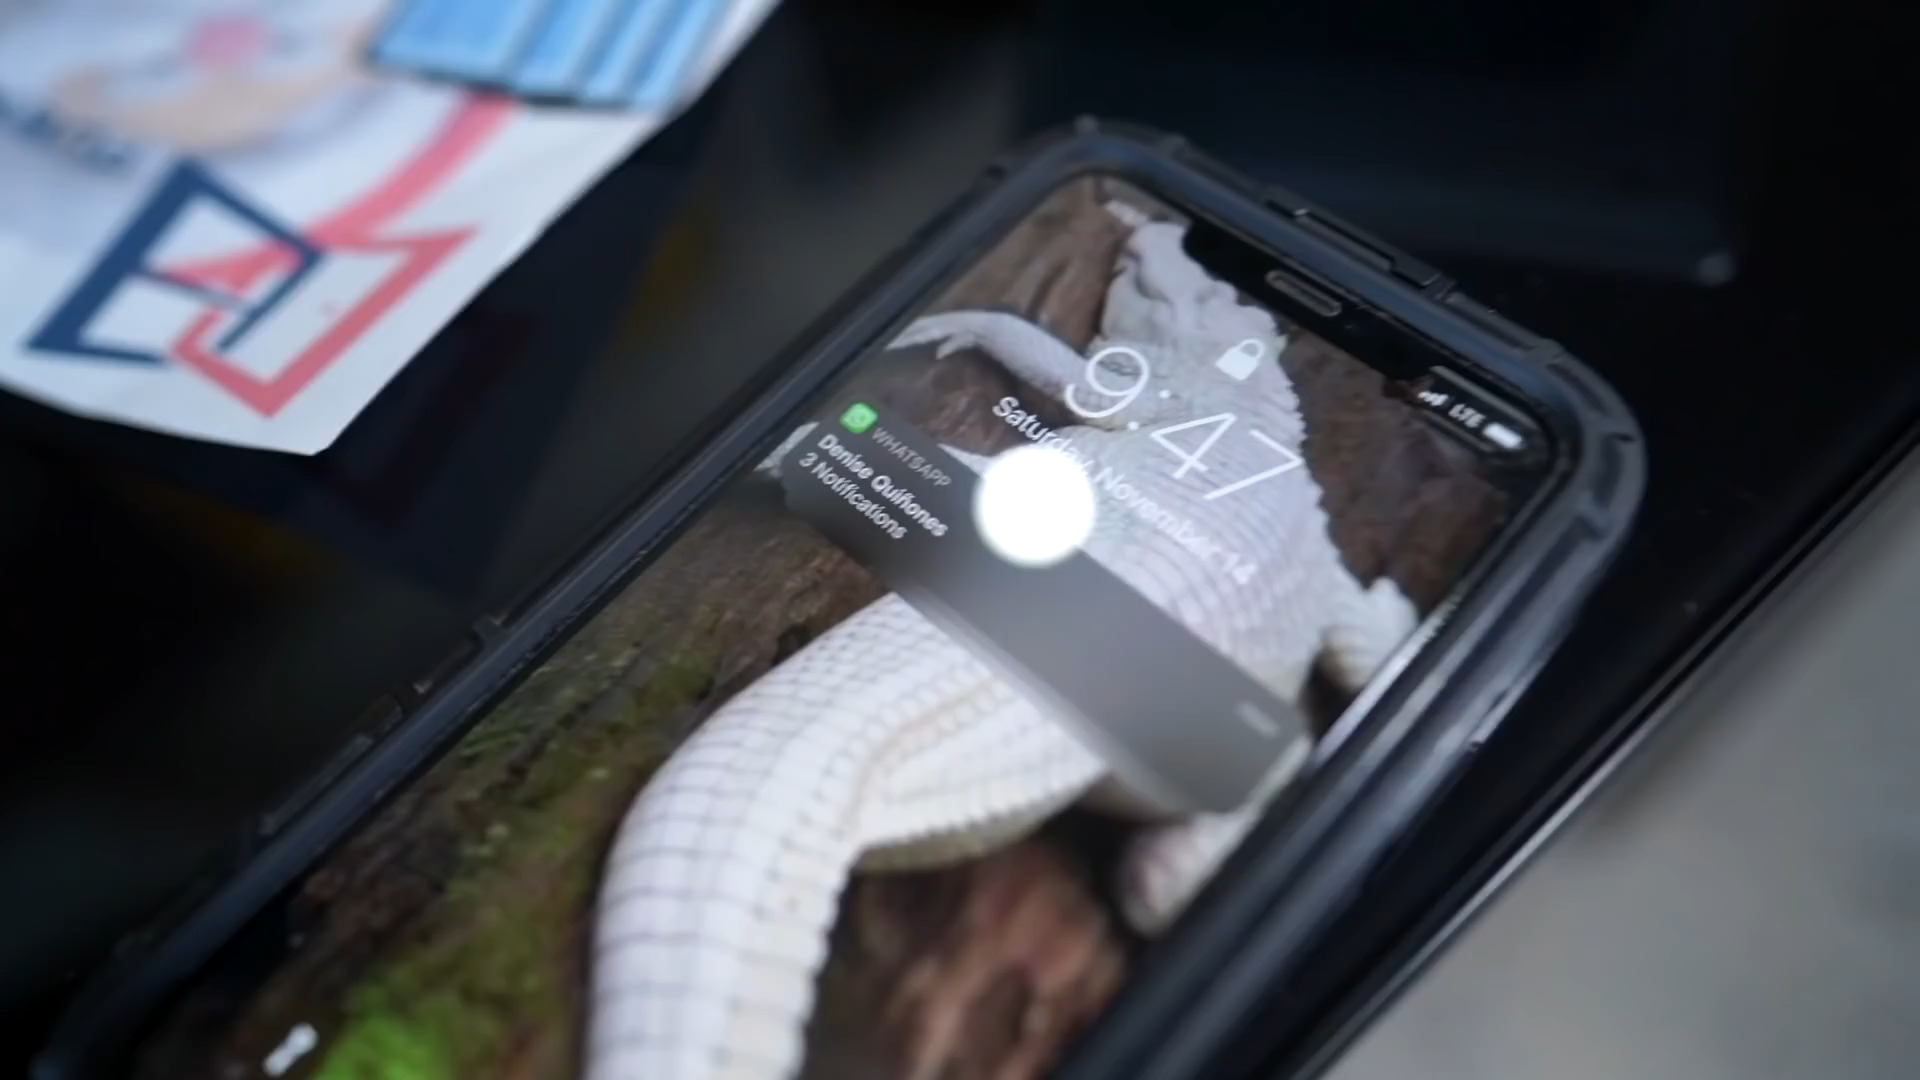 LTE
9:47
Saturday, November 14
WHATSAPP
Denise Quiñones
3 Notifications